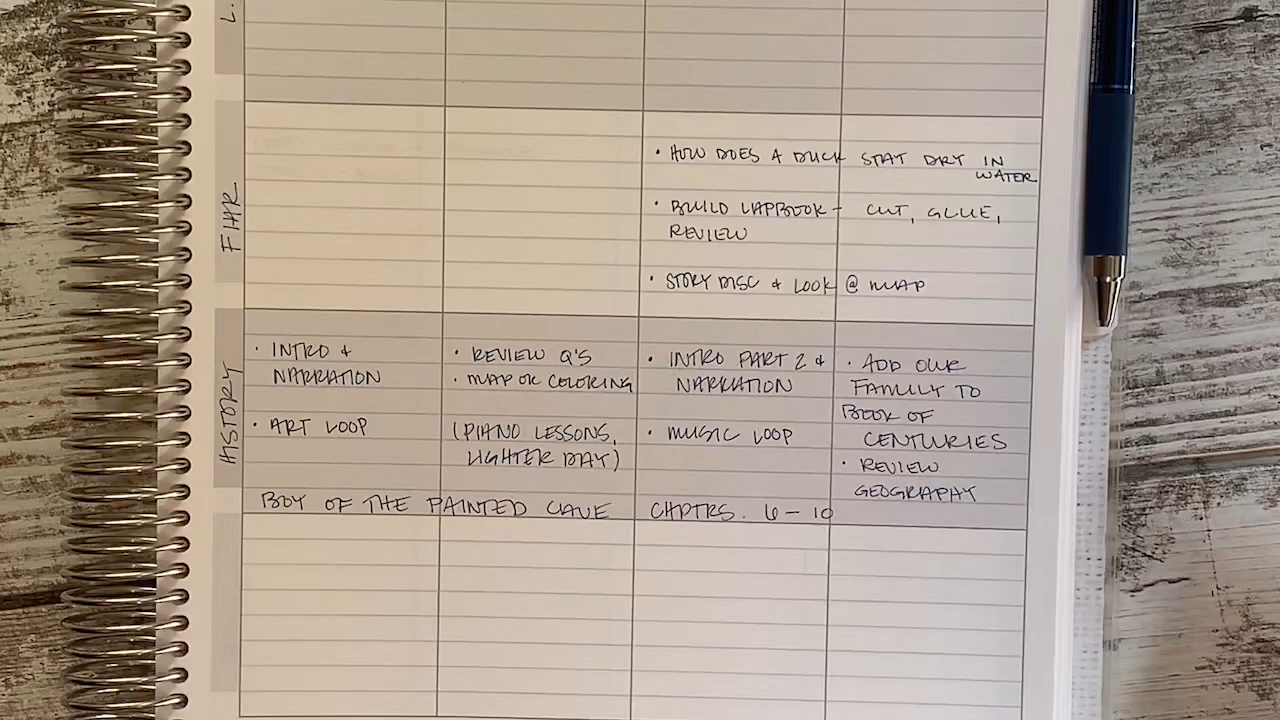 L.
FIHR
• HOW DOES A DUCK STAY DRY IN
WATER
• BUILD LAPBOOK - CUT, GLUE,
REVIEW
• STORY DISC & LOOK @ MAP
HISTORY
• INTRO &
NARRATION
• ART LOOP
• REVIEW Q'S
• MAP OR COLORING
(PIANO LESSONS,
LIGHTER DAY)
• INTRO PART 2 &
NARRATION
• MUSIC LOOP
• ADD OUR
FAMILY TO
BOOK OF
CENTURIES
• REVIEW
GEOGRAPHY
BOY OF THE PAINTED CAVE CHPTRS. 6 - 10